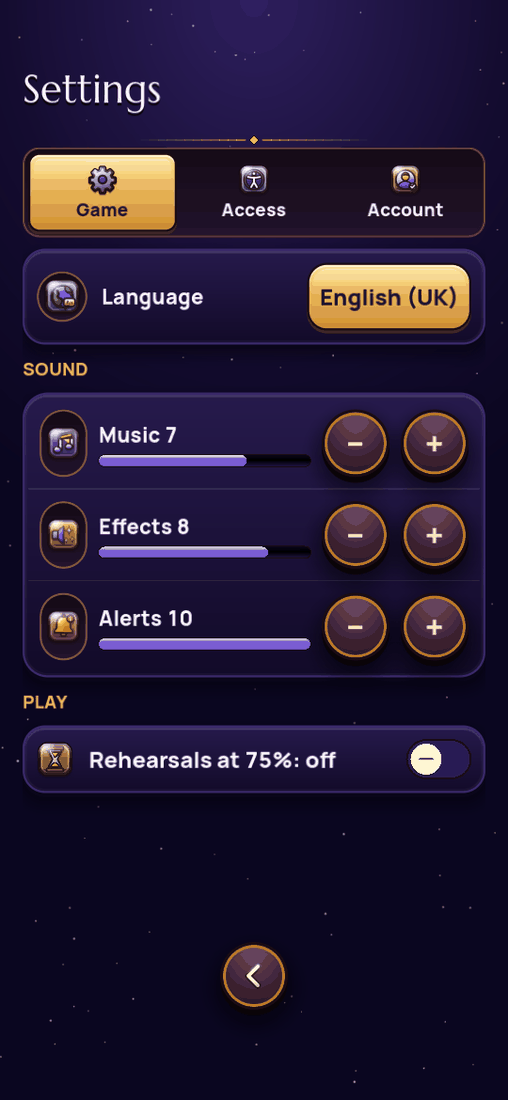 Settings
Game
Access
Account
Language
English (UK)
SOUND
Music 7
Effects 8
Alerts 10
PLAY
Rehearsals at 75%: off